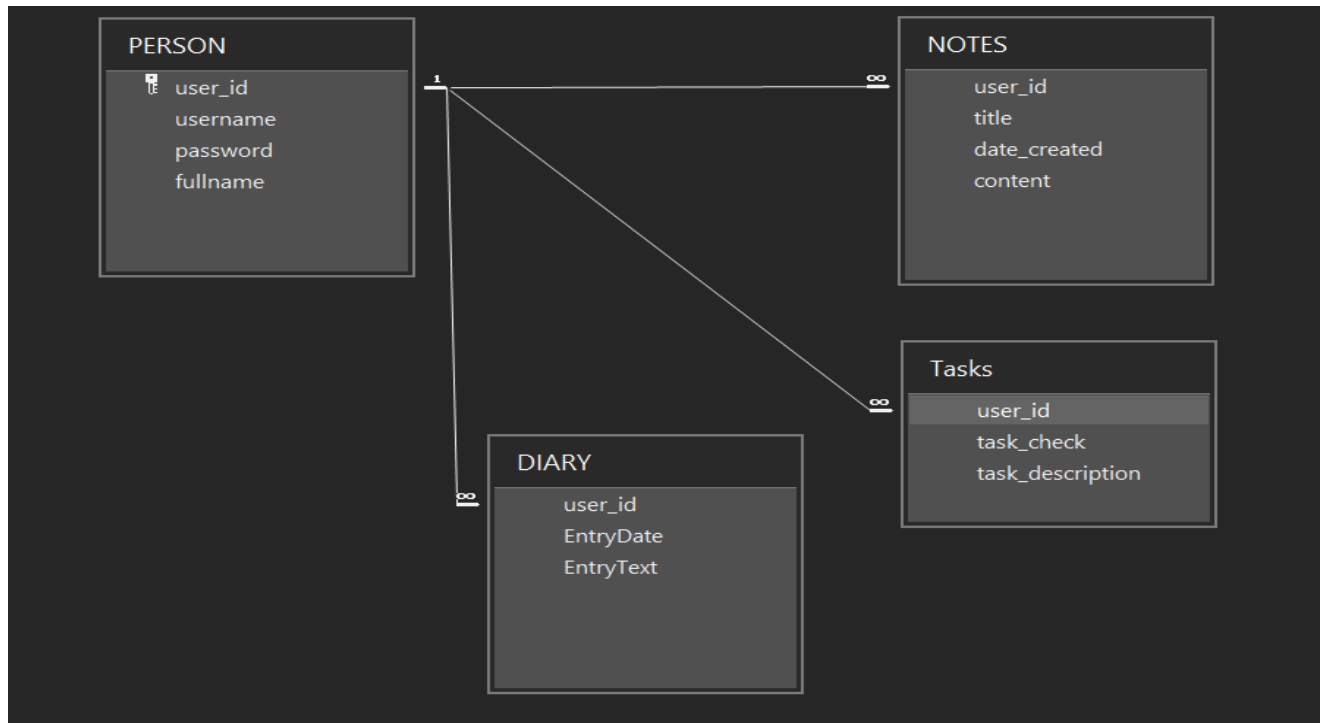 PERSON
user_id
username
password
fullname
1
∞
NOTES
user_id
title
date_created
content
∞
Tasks
user_id
task_check
task_description
∞
DIARY
user_id
EntryDate
EntryText